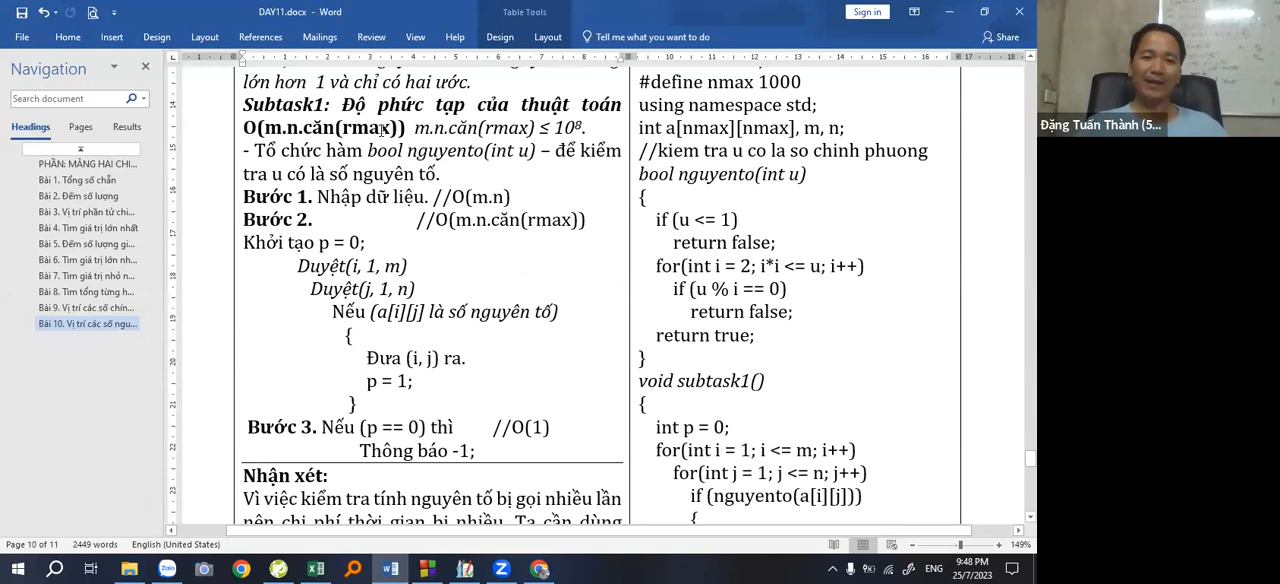 DAY11.docx - Word
Table Tools
Sign in
File
Home
Insert
Design
Layout
References
Mailings
Review
View
Help
Design
Layout
Tell me what you want to do
Share
Navigation
Search document
Headings
Pages
Results
PHẦN: MẢNG HAI CHI...
Bài 1. Tổng số chẵn
Bài 2. Đếm số lượng
Bài 3. Vị trí phần tử chi...
Bài 4. Tìm giá trị lớn nhất
Bài 5. Đếm số lượng gi...
Bài 6. Tìm giá trị lớn nh...
Bài 7. Tìm giá trị nhỏ n...
Bài 8. Tìm tổng từng h...
Bài 9. Vị trí các số chín...
Bài 10. Vị trí các số ngu...
lớn hơn 1 và chỉ có hai ước.
Subtask1: Độ phức tạp của thuật toán
O(m.n.căn(rmax)) m.n.căn(rmax) ≤ 10⁸.
- Tổ chức hàm bool nguyento(int u) – để kiểm
tra u có là số nguyên tố.
Bước 1. Nhập dữ liệu. //O(m.n)
Bước 2. //O(m.n.căn(rmax))
Khởi tạo p = 0;
Duyệt(i, 1, m)
Duyệt(j, 1, n)
Nếu (a[i][j] là số nguyên tố)
{
Đưa (i, j) ra.
p = 1;
}
Bước 3. Nếu (p == 0) thì //O(1)
Thông báo -1;
Nhận xét:
Vì việc kiểm tra tính nguyên tố bị gọi nhiều lần
nên chi phí thời gian bị nhiều. Ta cần dùng
#define nmax 1000
using namespace std;
int a[nmax][nmax], m, n;
//kiem tra u co la so chinh phuong
bool nguyento(int u)
{
if (u <= 1)
return false;
for(int i = 2; i*i <= u; i++)
if (u % i == 0)
return false;
return true;
}
void subtask1()
{
int p = 0;
for(int i = 1; i <= m; i++)
for(int j = 1; j <= n; j++)
if (nguyento(a[i][j]))
{
Đặng Tuấn Thành (5...
Page 10 of 11
2449 words
English (United States)
149%
Zalo
ENG
9:48 PM
25/7/2023